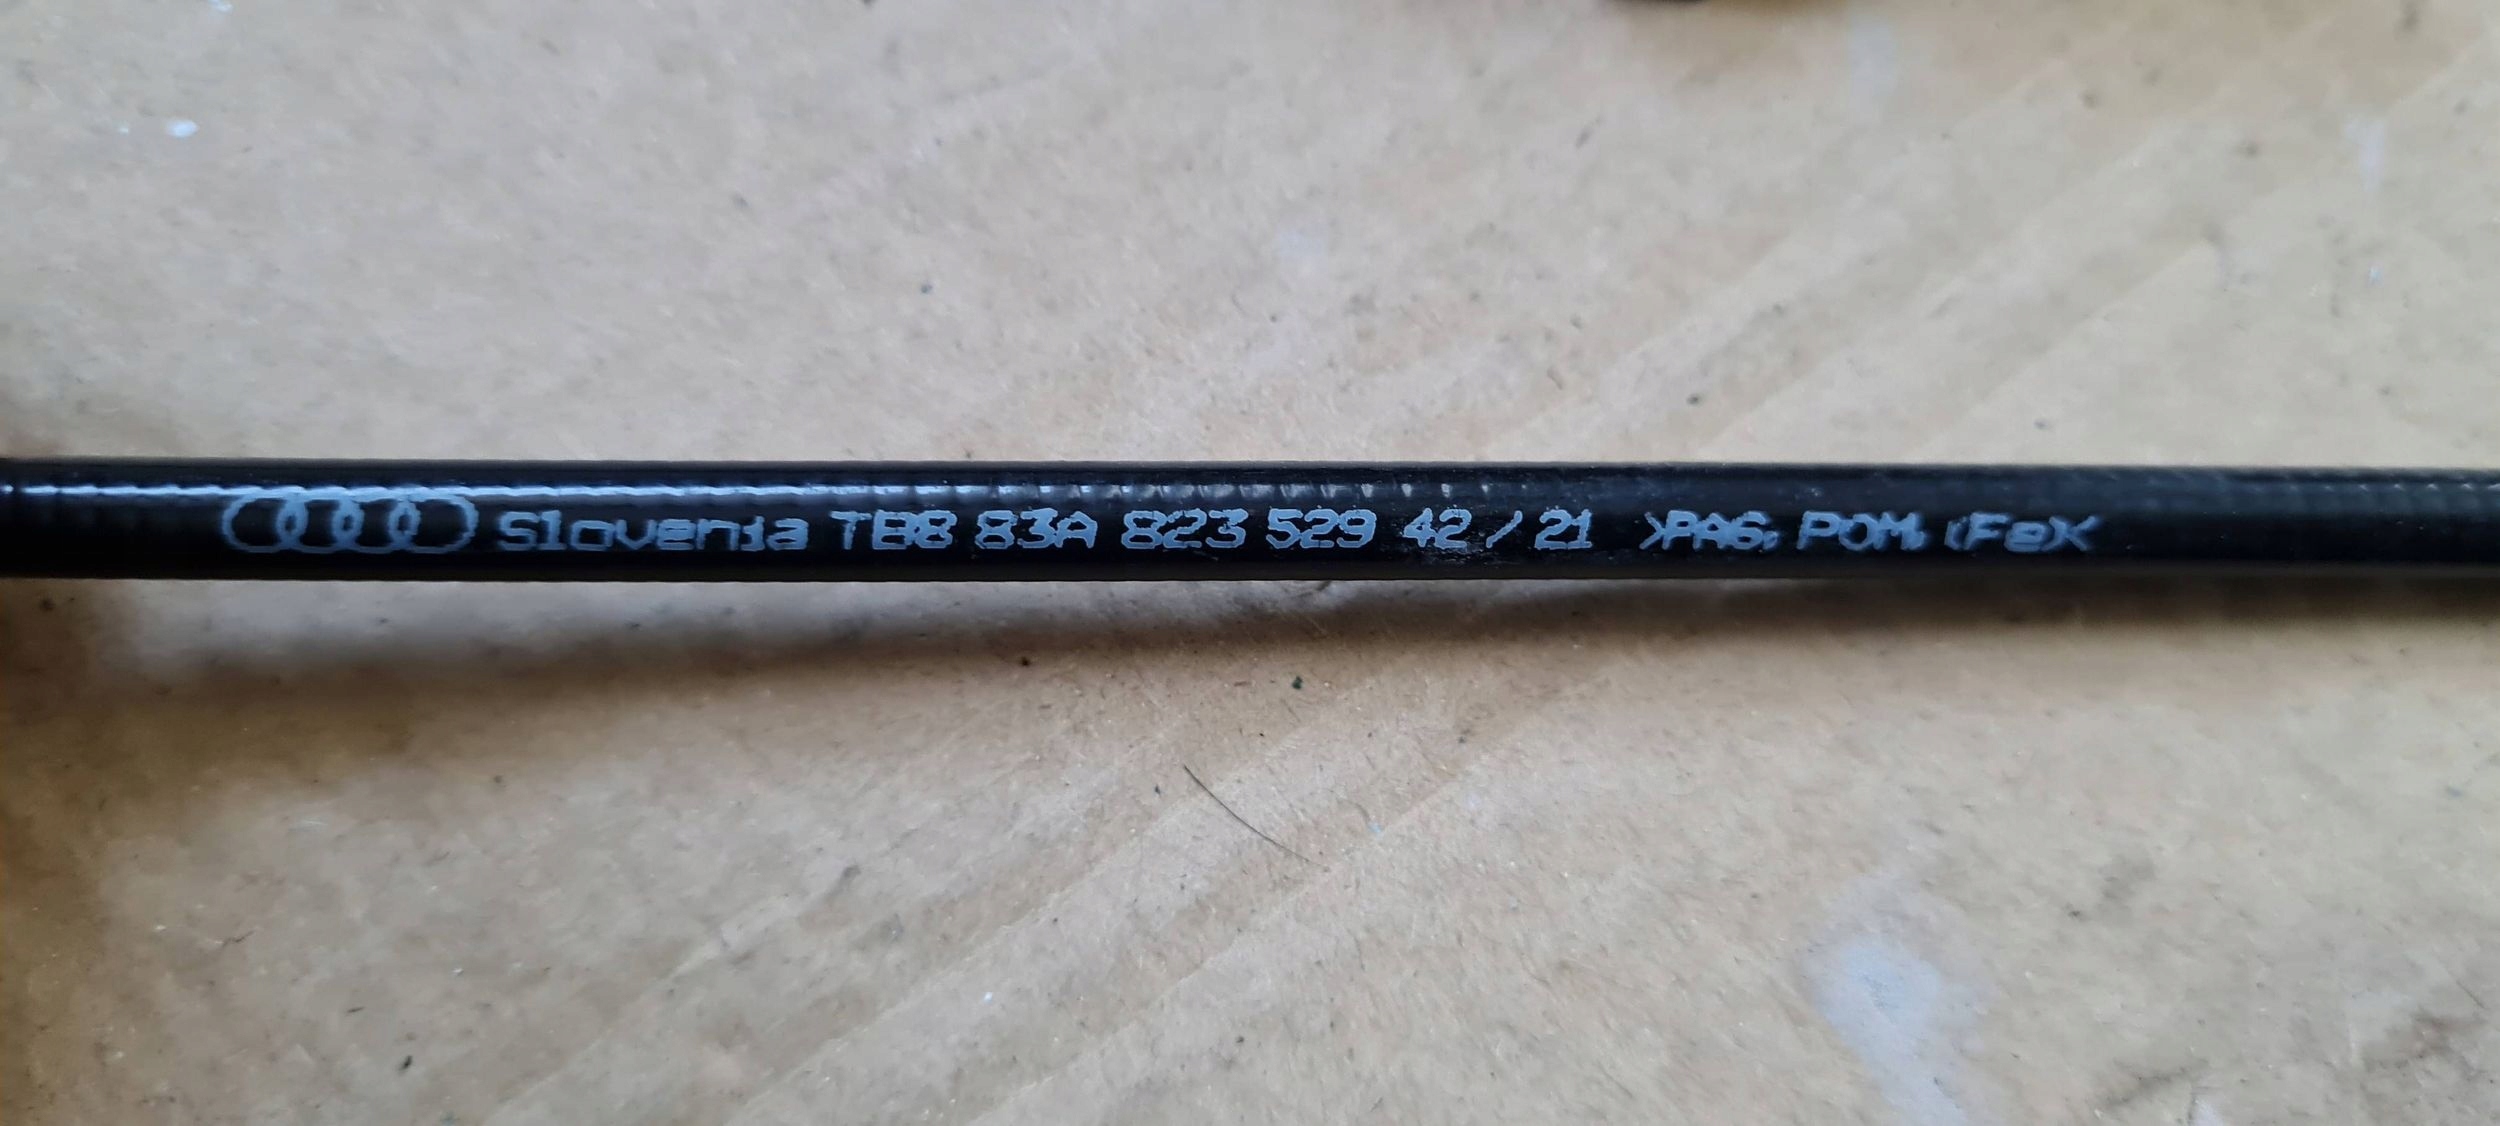 Slovenia TB8 83A 823 529 42/21 >PA6, POM, (Fe)<